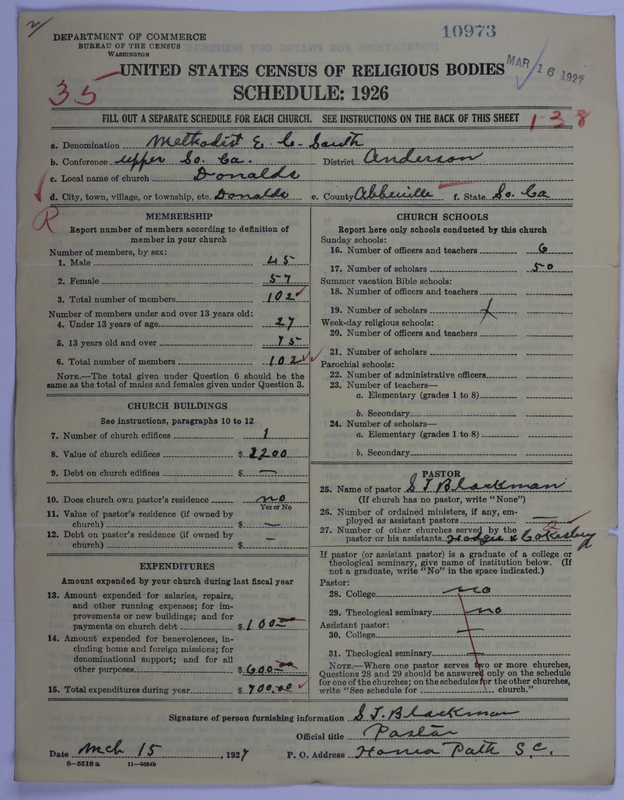 2/
DEPARTMENT OF COMMERCE
BUREAU OF THE CENSUS
WASHINGTON
10973
MAR 16 1927
UNITED STATES CENSUS OF RELIGIOUS BODIES
35
SCHEDULE: 1926
FILL OUT A SEPARATE SCHEDULE FOR EACH CHURCH. SEE INSTRUCTIONS ON THE BACK OF THIS SHEET
1-38
a. Denomination Methodist E. C. South
b. Conference Upper So. Ca. District Anderson
c. Local name of church Donalds
d. City, town, village, or township, etc. Donalds e. County Abbeville f. State So. Ca
R
MEMBERSHIP
Report number of members according to definition of
member in your church
Number of members, by sex:
1. Male 45
2. Female 57
3. Total number of members 102
Number of members under and over 13 years old:
4. Under 13 years of age 27
5. 13 years old and over 75
6. Total number of members 102
NOTE.—The total given under Question 6 should be the
same as the total of males and females given under Question 3.
CHURCH BUILDINGS
See instructions, paragraphs 10 to 12
7. Number of church edifices 1
8. Value of church edifices $ 2200
9. Debt on church edifices $ —
10. Does church own pastor's residence no
Yes or No
11. Value of pastor's residence (if owned by
church) $ —
12. Debt on pastor's residence (if owned by
church) $ —
EXPENDITURES
Amount expended by your church during last fiscal year
13. Amount expended for salaries, repairs,
and other running expenses; for im-
provements or new buildings; and for
payments on church debt $ 100.00
14. Amount expended for benevolences, in-
cluding home and foreign missions; for
denominational support; and for all
other purposes $ 600.00
15. Total expenditures during year $ 700.00
CHURCH SCHOOLS
Report here only schools conducted by this church
Sunday schools:
16. Number of officers and teachers 6
17. Number of scholars 50
Summer vacation Bible schools:
18. Number of officers and teachers
19. Number of scholars X
Week-day religious schools:
20. Number of officers and teachers
21. Number of scholars
Parochial schools:
22. Number of administrative officers
23. Number of teachers—
a. Elementary (grades 1 to 8)
b. Secondary
24. Number of scholars—
a. Elementary (grades 1 to 8)
b. Secondary
PASTOR
25. Name of pastor S J Blackman
(If church has no pastor, write "None")
26. Number of ordained ministers, if any, em-
ployed as assistant pastors —
27. Number of other churches served by the 2
pastor or his assistants Hodges & Cokesbury
If pastor (or assistant pastor) is a graduate of a college or
theological seminary, give name of institution below. (If
not a graduate, write "No" in the space indicated.)
Pastor:
28. College no
29. Theological seminary no
Assistant pastor:
30. College —
31. Theological seminary —
NOTE.—Where one pastor serves two or more churches,
Questions 28 and 29 should be answered only on the schedule
for one of the churches; on the schedules for the other churches,
write "See schedule for church."
Signature of person furnishing information S J. Blackman
Official title Pastor
Date Mch 15, 1927 P. O. Address Honea Path S.C.
8-5518a 11-9084b